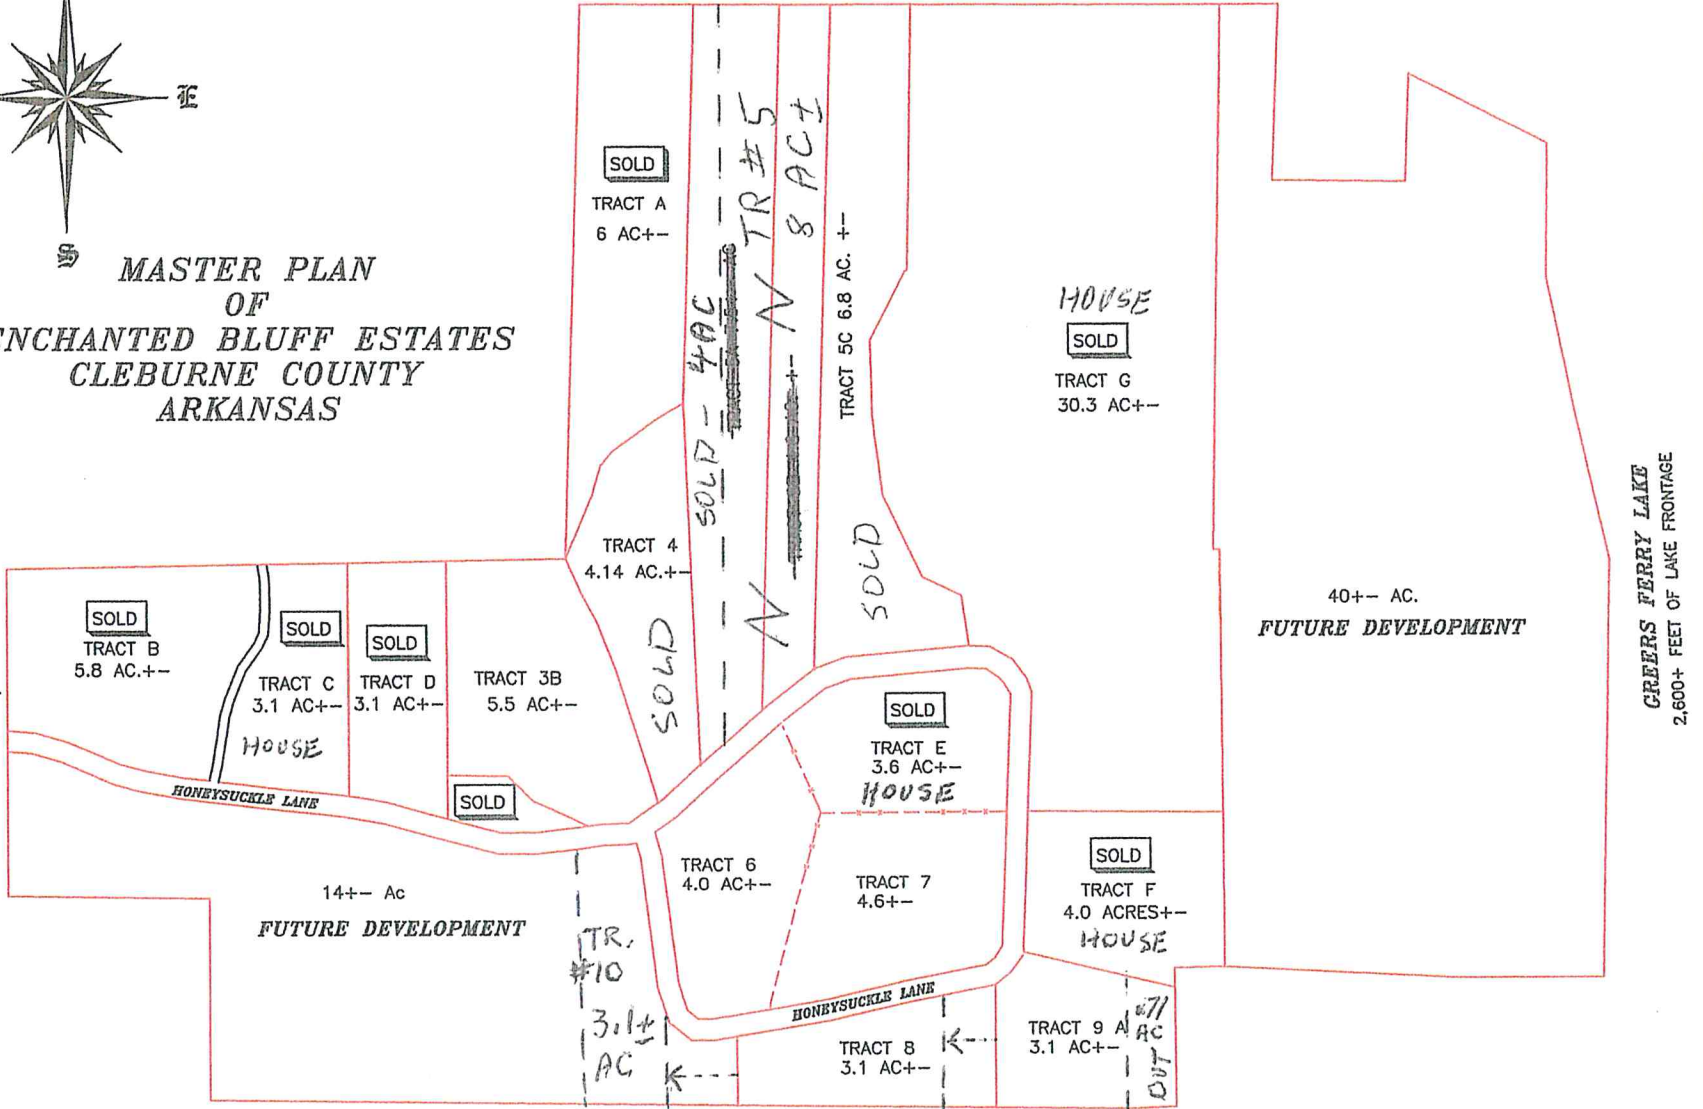 E
S
MASTER PLAN
OF
ENCHANTED BLUFF ESTATES
CLEBURNE COUNTY
ARKANSAS
SOLD
TRACT A
6 AC+-
SOLD - 4AC
TR #5
8 AC±
N
N
N
TRACT 5C 6.8 AC. +-
SOLD
HOUSE
SOLD
TRACT G
30.3 AC+-
40+- AC.
FUTURE DEVELOPMENT
GREERS FERRY LAKE
2,600+ FEET OF LAKE FRONTAGE
TRACT 4
4.14 AC.+-
SOLD
SOLD
TRACT B
5.8 AC.+-
SOLD
TRACT C
3.1 AC+-
HOUSE
SOLD
TRACT D
3.1 AC+-
TRACT 3B
5.5 AC+-
SOLD
HONEYSUCKLE LANE
SOLD
TRACT E
3.6 AC+-
HOUSE
TRACT 6
4.0 AC+-
TRACT 7
4.6+-
SOLD
TRACT F
4.0 ACRES+-
HOUSE
14+- Ac
FUTURE DEVELOPMENT
TR.
#10
3.1±
AC
HONEYSUCKLE LANE
TRACT 8
3.1 AC+-
TRACT 9 A
3.1 AC+-
AC
OUT